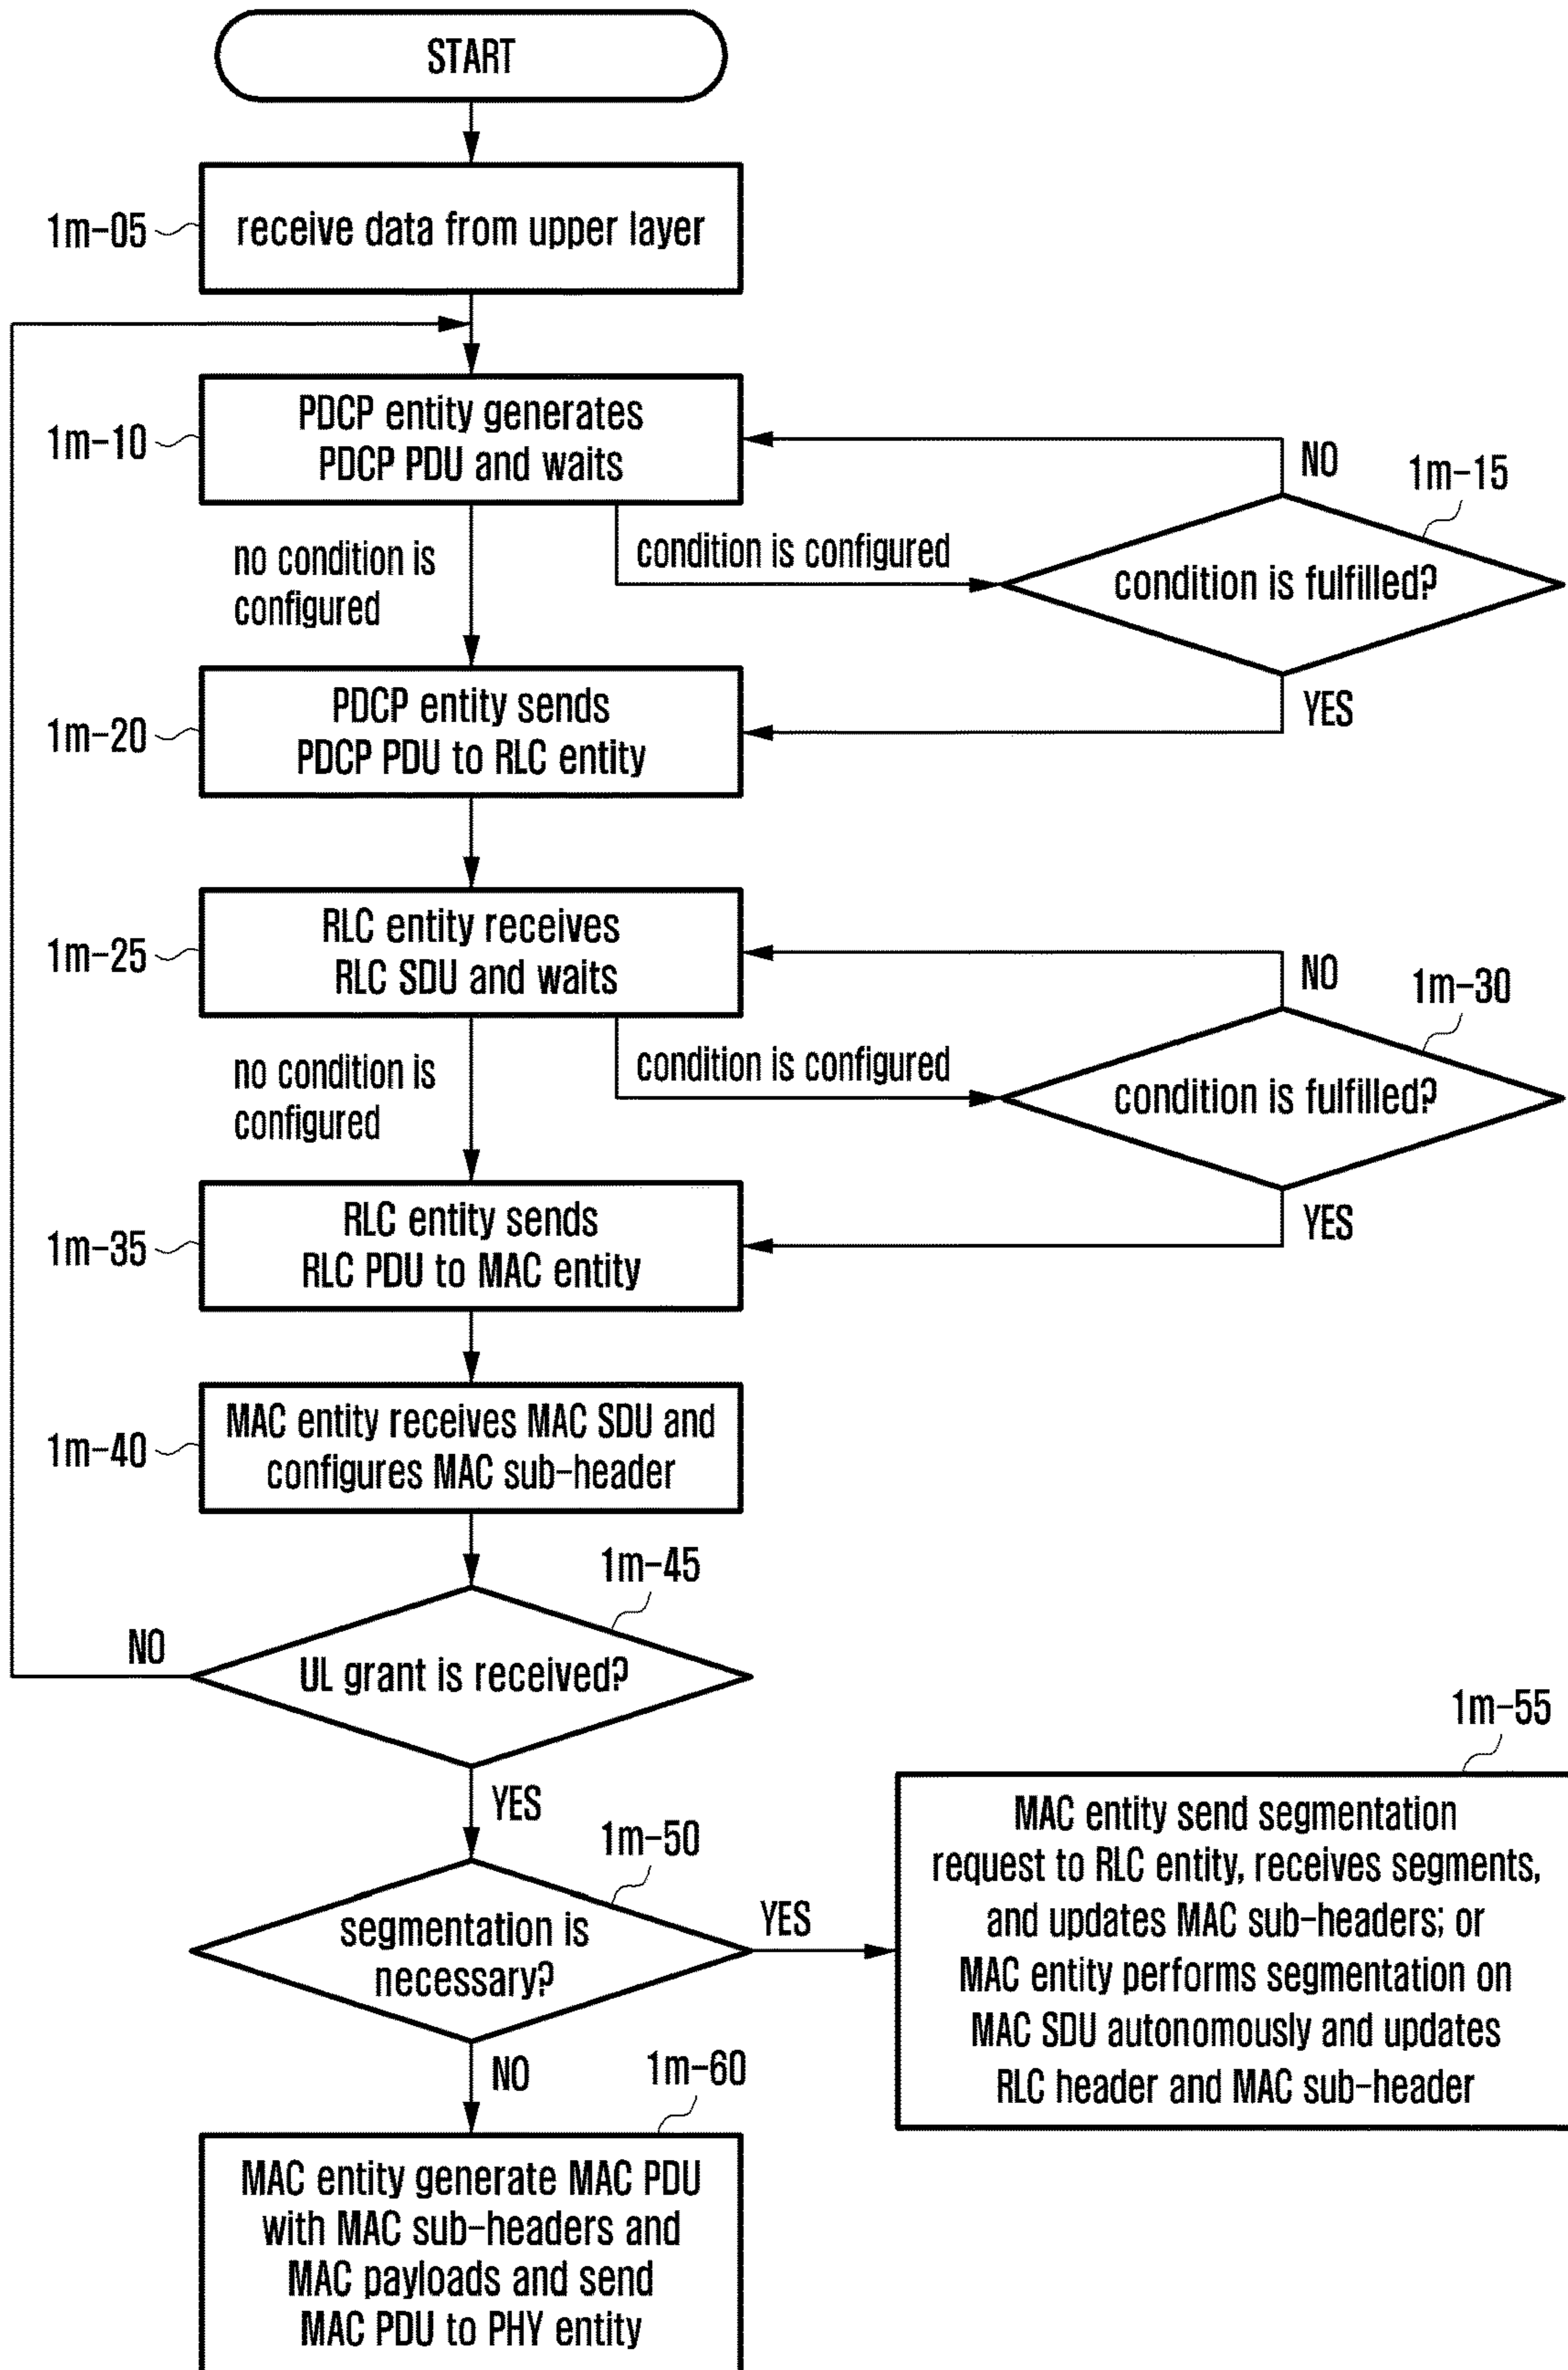 START
1m-05
receive data from upper layer
1m-10
PDCP entity generates
PDCP PDU and waits
NO
1m-15
no condition is
configured
condition is configured
condition is fulfilled?
YES
1m-20
PDCP entity sends
PDCP PDU to RLC entity
1m-25
RLC entity receives
RLC SDU and waits
NO
1m-30
no condition is
configured
condition is configured
condition is fulfilled?
YES
1m-35
RLC entity sends
RLC PDU to MAC entity
1m-40
MAC entity receives MAC SDU and
configures MAC sub-header
1m-45
NO
UL grant is received?
YES
1m-50
segmentation is
necessary?
YES
1m-55
MAC entity send segmentation
request to RLC entity, receives segments,
and updates MAC sub-headers; or
MAC entity performs segmentation on
MAC SDU autonomously and updates
RLC header and MAC sub-header
NO
1m-60
MAC entity generate MAC PDU
with MAC sub-headers and
MAC payloads and send
MAC PDU to PHY entity